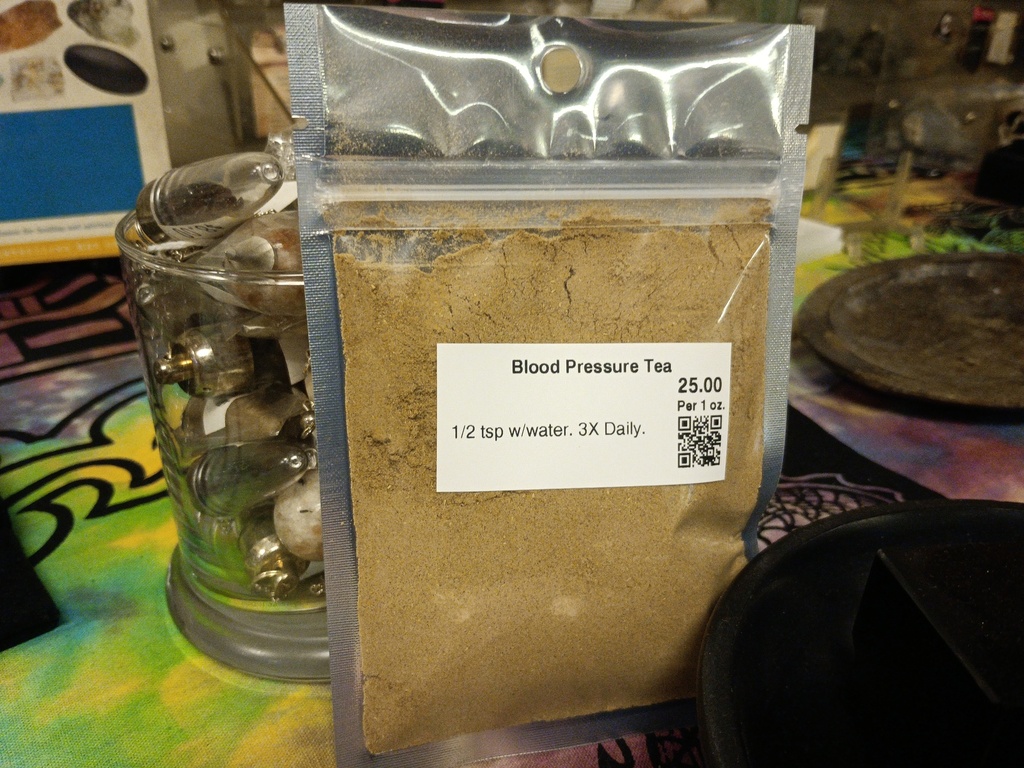 Blood Pressure Tea
25.00
Per 1 oz.
1/2 tsp w/water. 3X Daily.